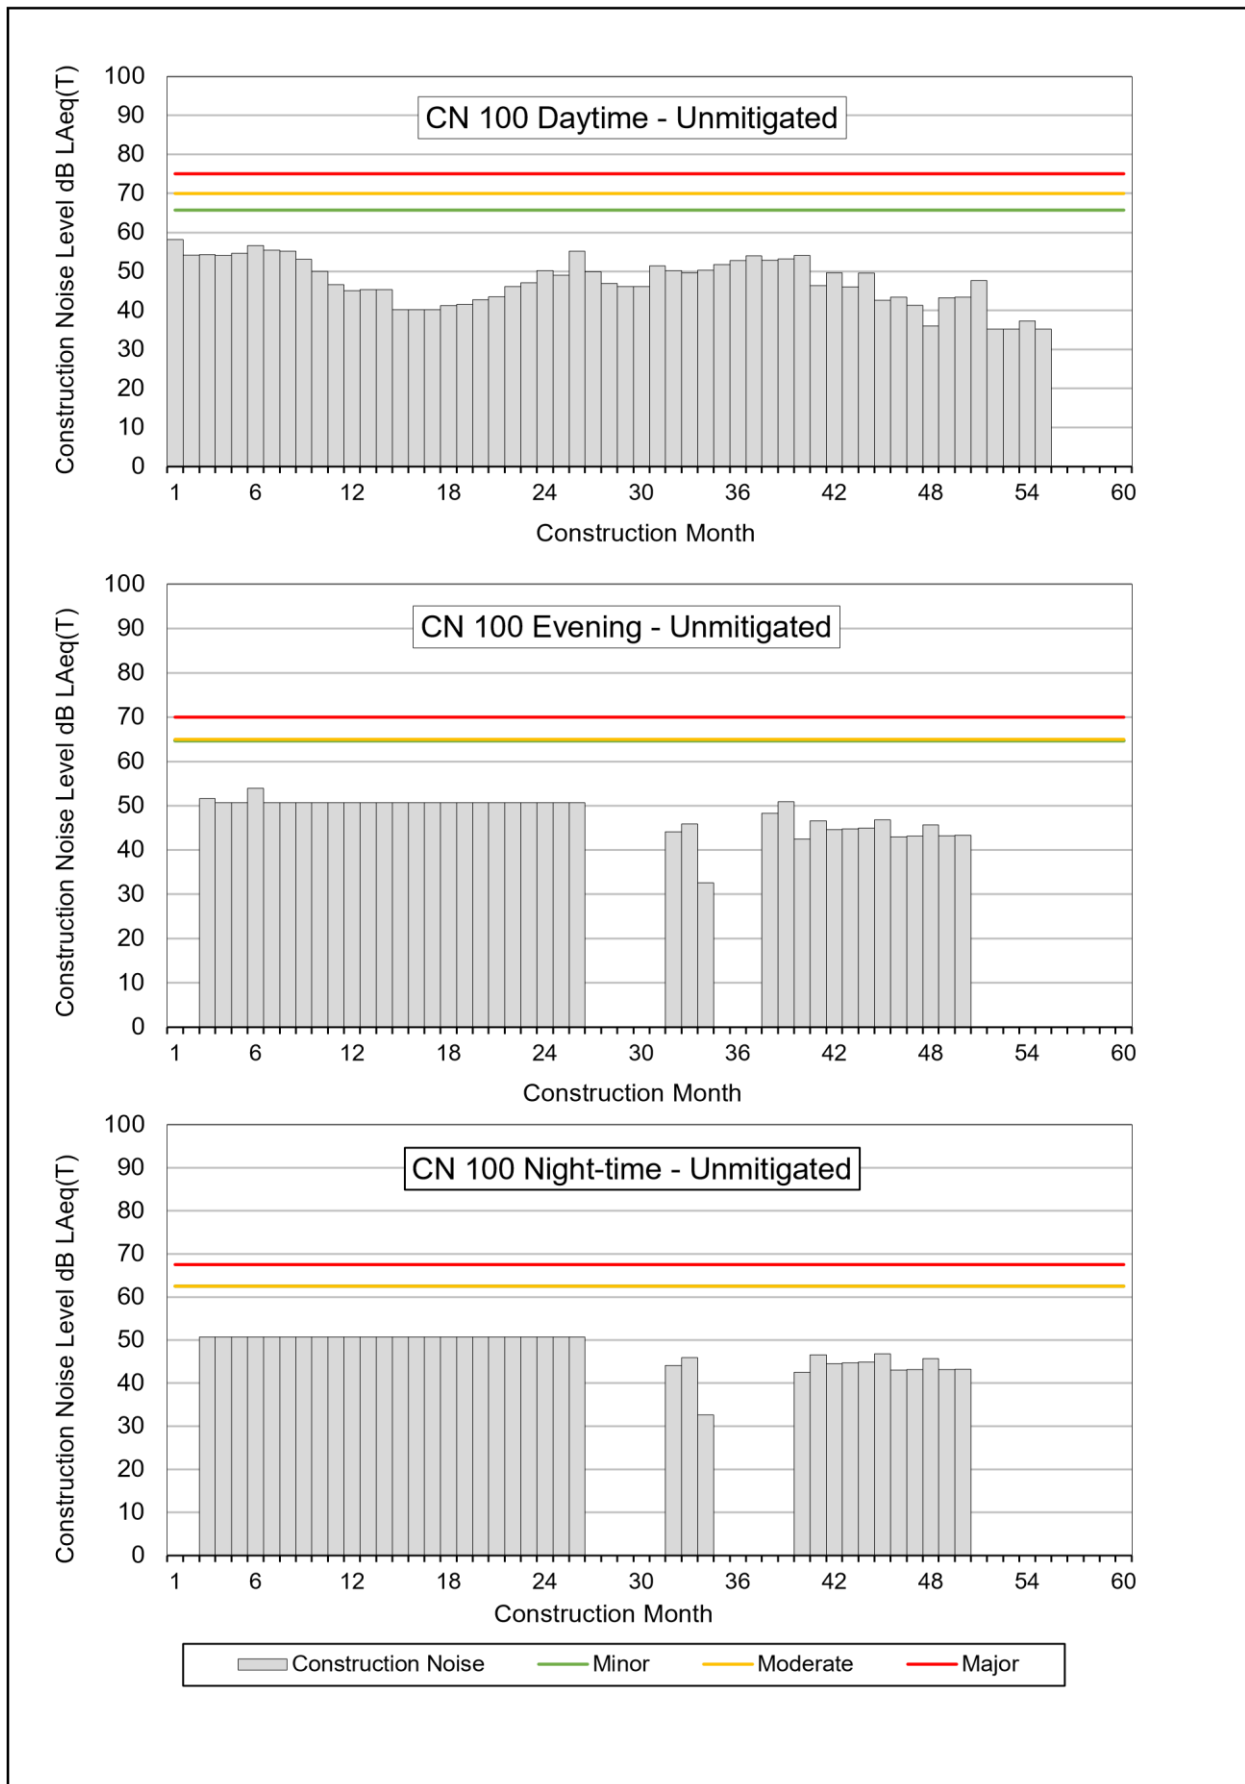 CN 100 Daytime - Unmitigated
Construction Noise Level dB LAeq(T)
100
90
80
70
60
50
40
30
20
10
0
1 6 12 18 24 30 36 42 48 54 60
Construction Month
CN 100 Evening - Unmitigated
Construction Noise Level dB LAeq(T)
100
90
80
70
60
50
40
30
20
10
0
1 6 12 18 24 30 36 42 48 54 60
Construction Month
CN 100 Night-time - Unmitigated
Construction Noise Level dB LAeq(T)
100
90
80
70
60
50
40
30
20
10
0
1 6 12 18 24 30 36 42 48 54 60
Construction Month
Construction Noise Minor Moderate Major